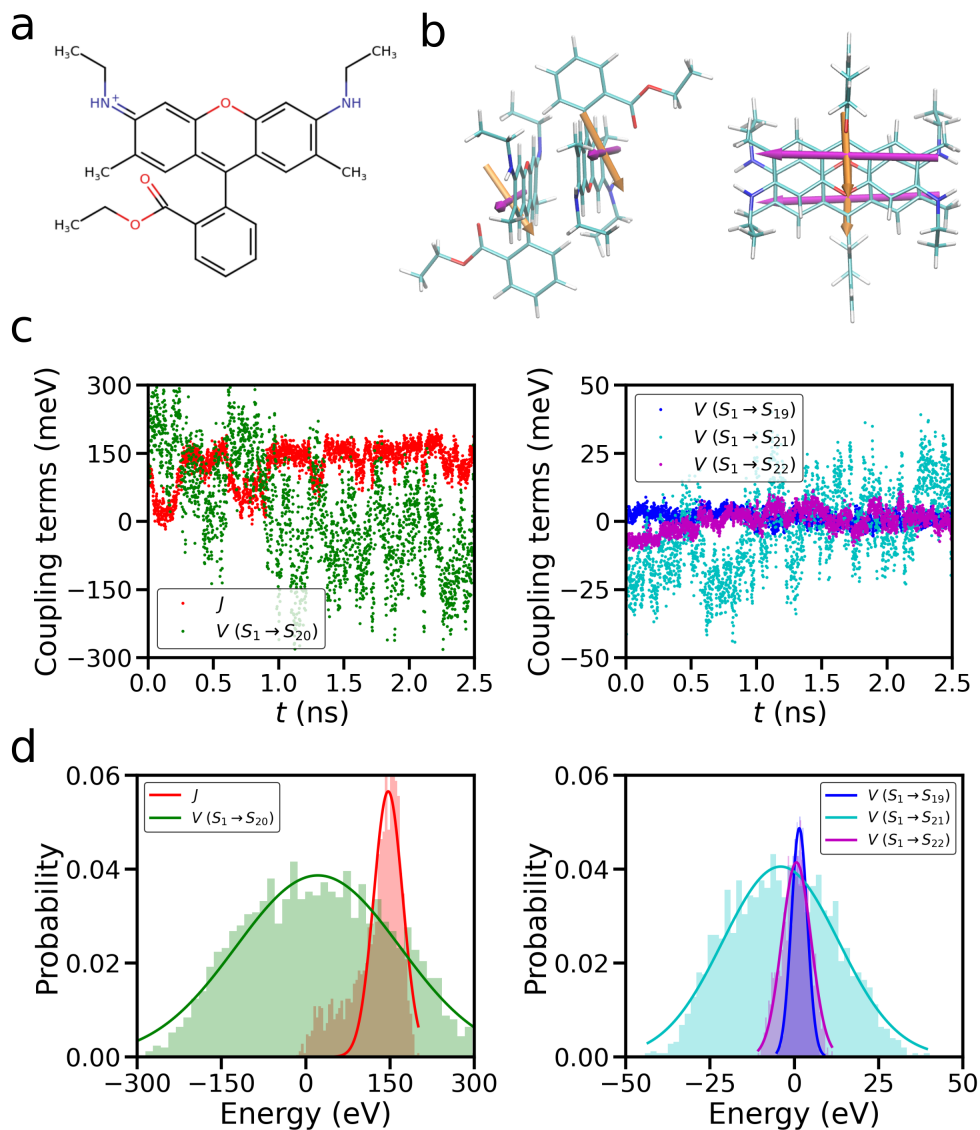 a
b
H₃C
CH₃
HN⁺
O
NH
H₃C
CH₃
O
H₃C
O
c
Coupling terms (meV)
300
150
0
−150
−300
J
V (S₁→S₂₀)
0.0 0.5 1.0 1.5 2.0 2.5
t (ns)
Coupling terms (meV)
50
25
0
−25
−50
V (S₁→S₁₉)
V (S₁→S₂₁)
V (S₁→S₂₂)
0.0 0.5 1.0 1.5 2.0 2.5
t (ns)
d
Probability
0.06
0.04
0.02
0.00
J
V (S₁→S₂₀)
−300 −150 0 150 300
Energy (eV)
Probability
0.06
0.04
0.02
0.00
V (S₁→S₁₉)
V (S₁→S₂₁)
V (S₁→S₂₂)
−50 −25 0 25 50
Energy (eV)